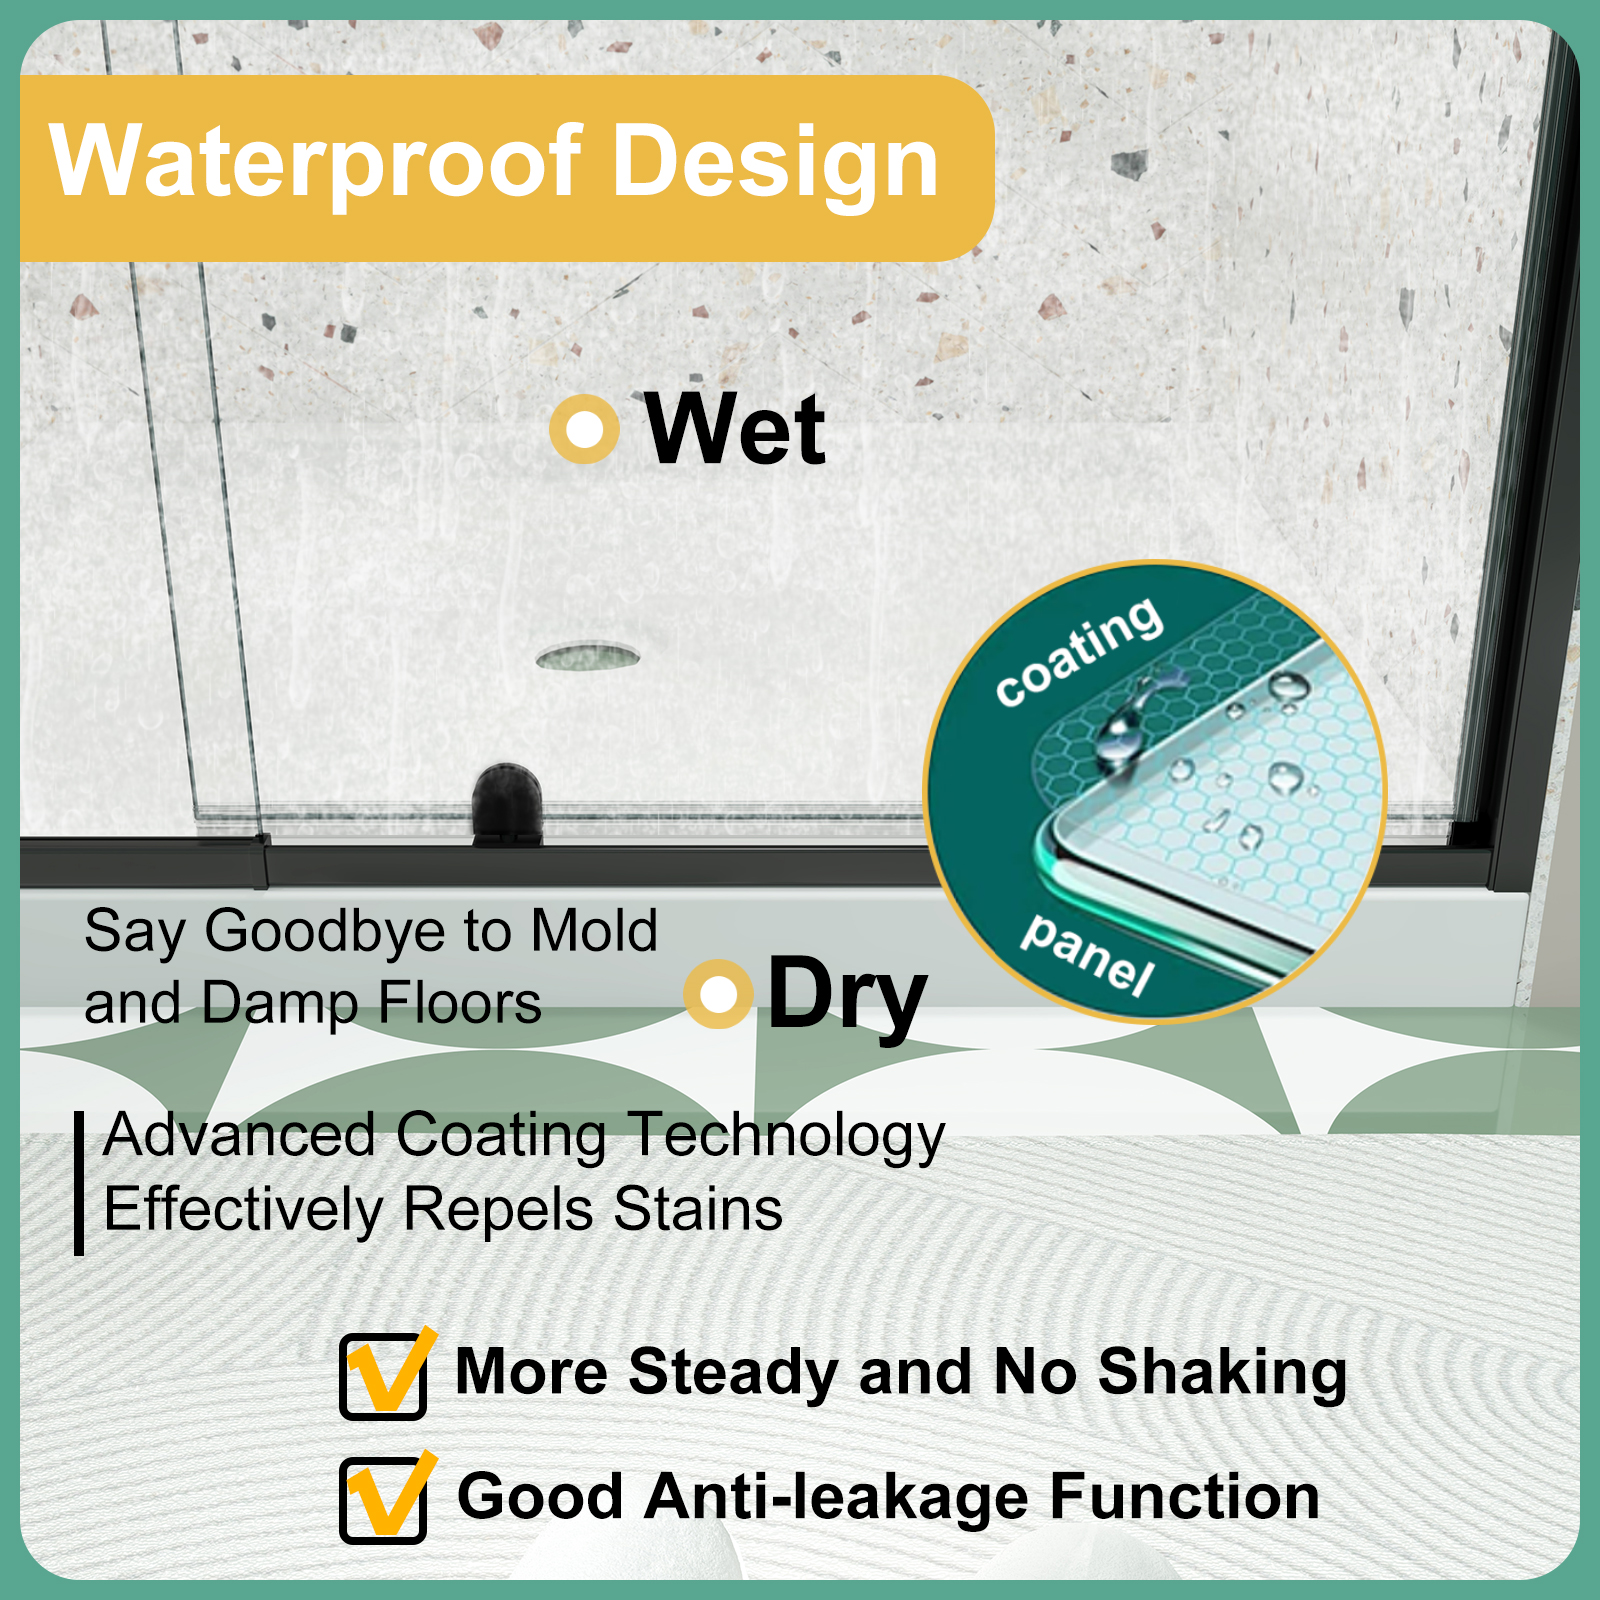 Waterproof Design
Wet
coating
panel
Say Goodbye to Mold
and Damp Floors
Dry
Advanced Coating Technology
Effectively Repels Stains
More Steady and No Shaking
Good Anti-leakage Function